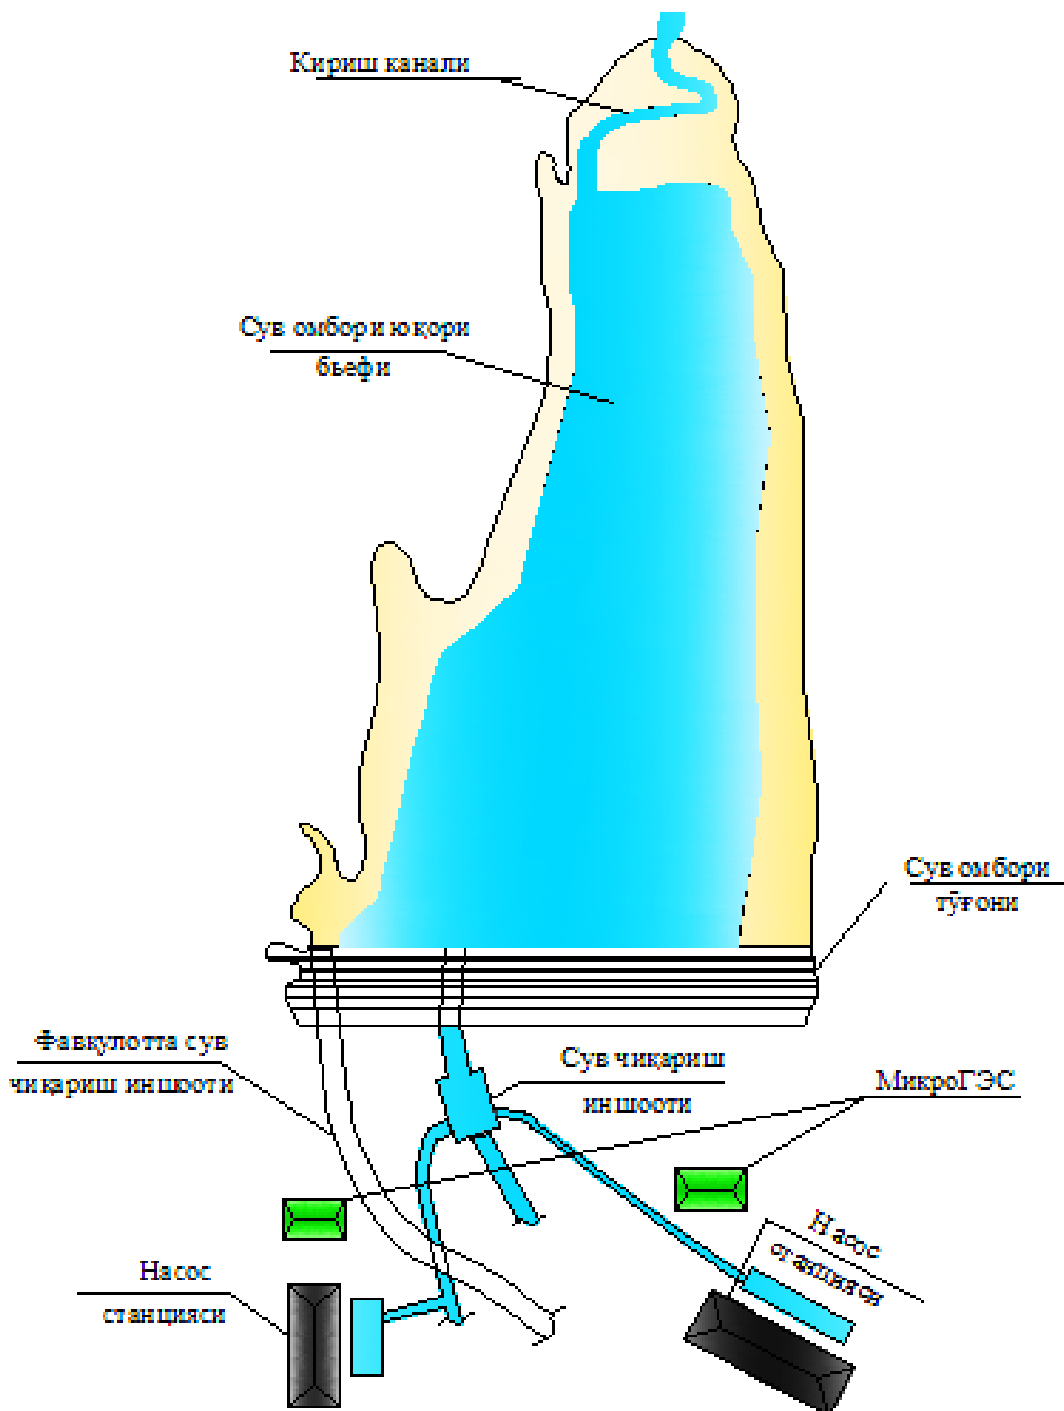 Кириш канали
Сув омбори юқори
бьефи
Сув омбори
тўғони
Фавқулотта сув
чиқариш иншооти
Сув чиқариш
иншооти
МикроГЭС
Насос
станцияси
Насос
станцияси